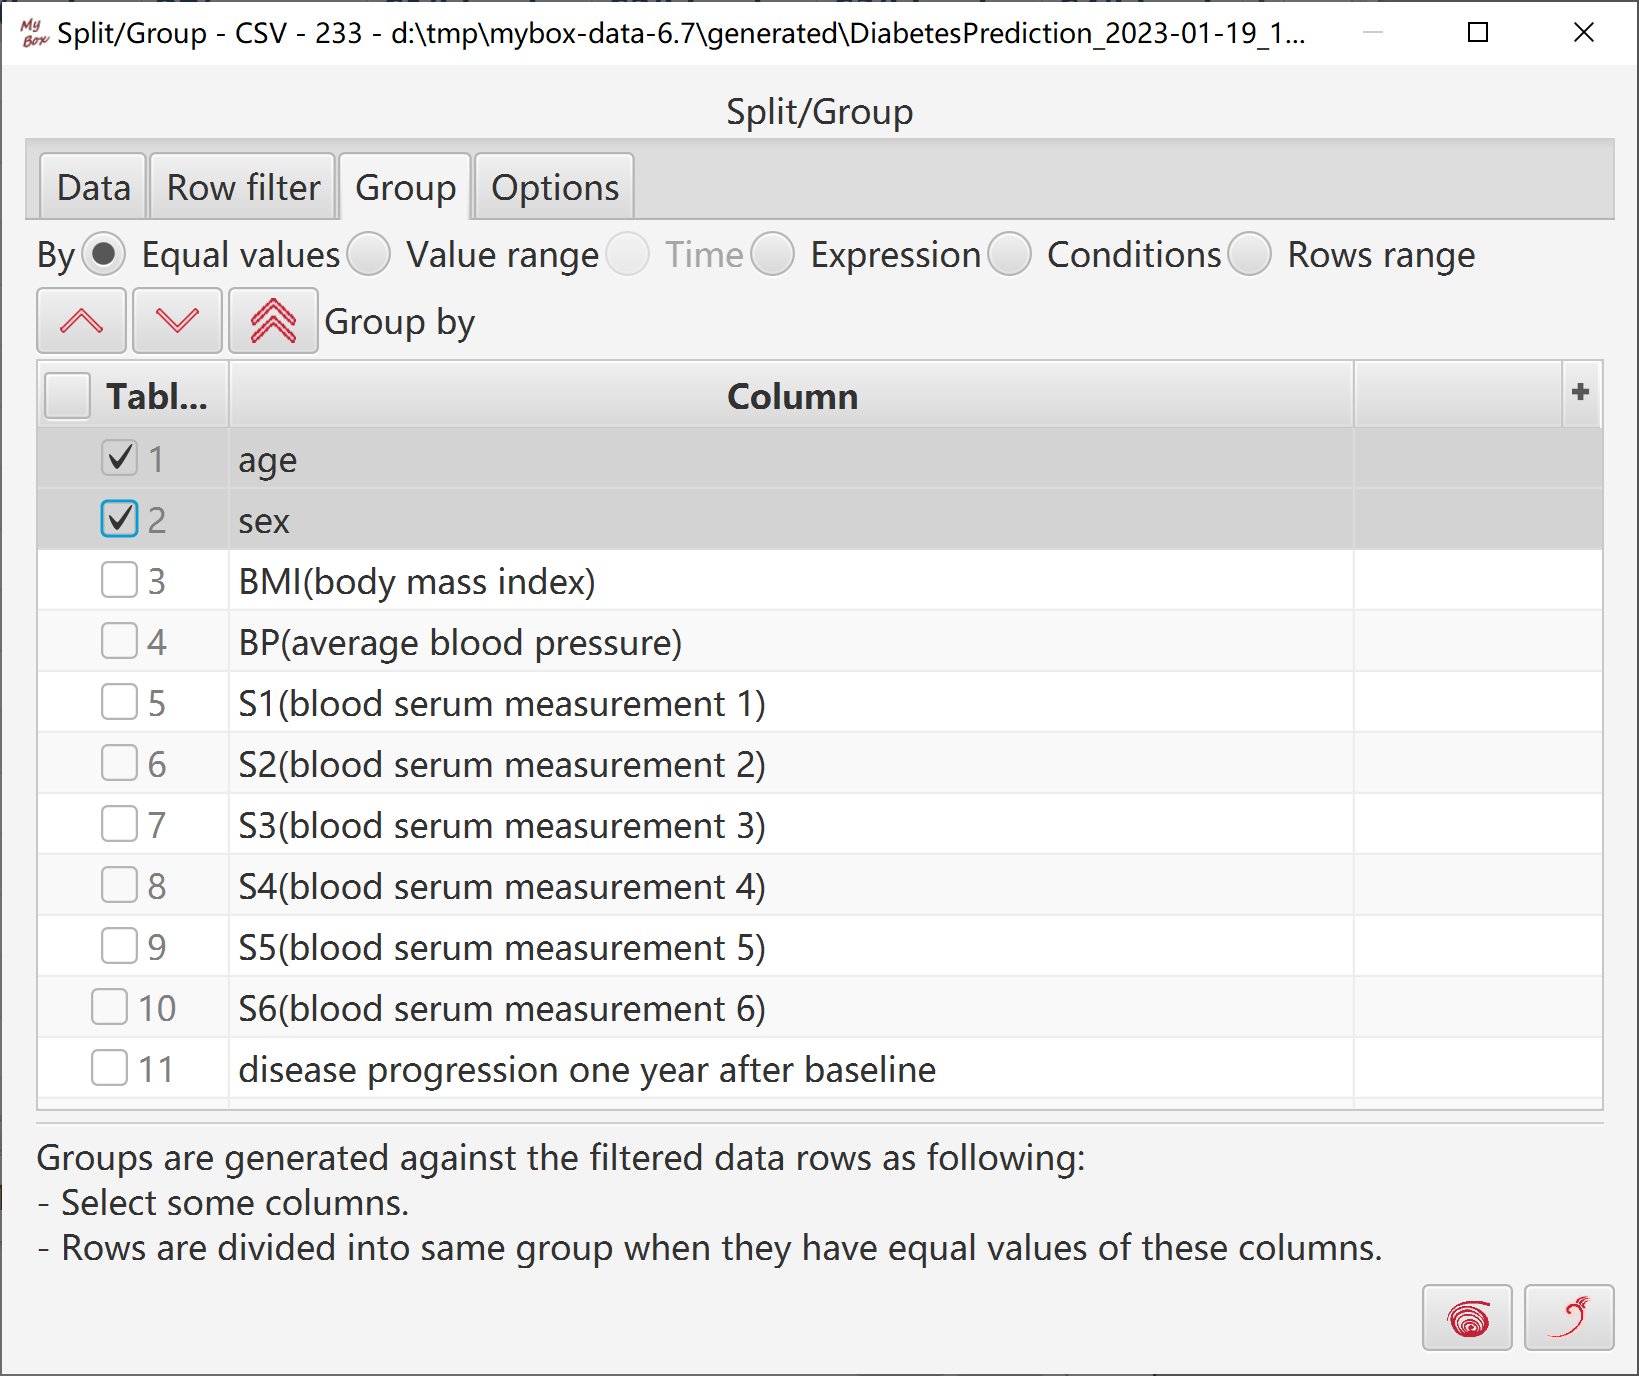 My Box Split/Group - CSV - 233 - d:\tmp\mybox-data-6.7\generated\DiabetesPrediction_2023-01-19_1...
Split/Group
Data Row filter Group Options
By Equal values Value range Time Expression Conditions Rows range
Group by
Tabl... Column +
1 age
2 sex
3 BMI(body mass index)
4 BP(average blood pressure)
5 S1(blood serum measurement 1)
6 S2(blood serum measurement 2)
7 S3(blood serum measurement 3)
8 S4(blood serum measurement 4)
9 S5(blood serum measurement 5)
10 S6(blood serum measurement 6)
11 disease progression one year after baseline
Groups are generated against the filtered data rows as following:
- Select some columns.
- Rows are divided into same group when they have equal values of these columns.